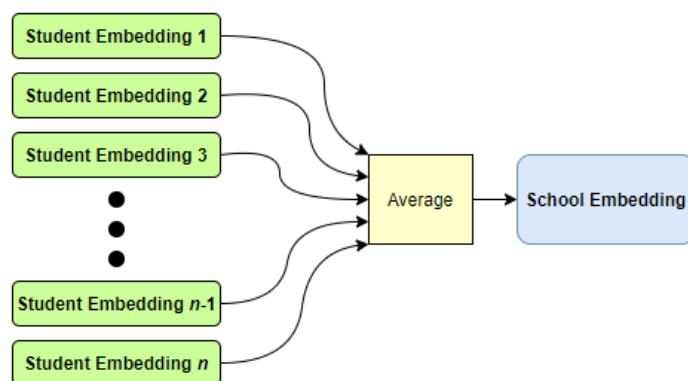 Student Embedding 1
Student Embedding 2
Student Embedding 3
Average
School Embedding
Student Embedding n-1
Student Embedding n